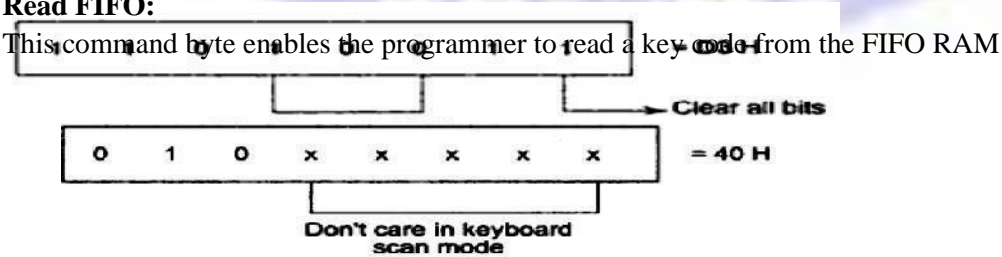 Read FIFO:
This command byte enables the programmer to read a key code from the FIFO RAM
Clear all bits
0 1 0 x x x x x = 40 H
Don't care in keyboard
scan mode